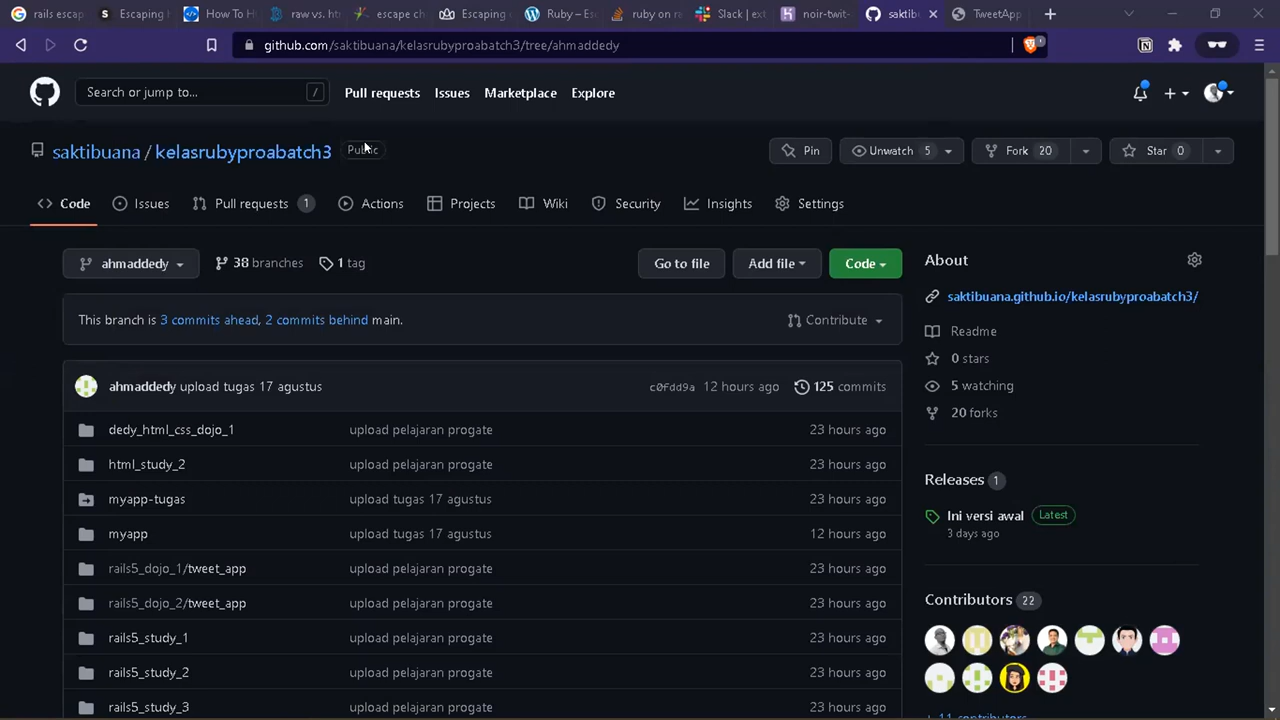 rails escap
Escaping
How To H
raw vs. ht
escape ch
Escaping
Ruby – Es
ruby on ra
Slack | ext
noir-twit-
saktib
TweetApp
github.com/saktibuana/kelasrubyproabatch3/tree/ahmaddedy
1
Search or jump to...
/
Pull requests
Issues
Marketplace
Explore
saktibuana / kelasrubyproabatch3
Public
Pin
Unwatch 5
Fork 20
Star 0
Code
Issues
Pull requests 1
Actions
Projects
Wiki
Security
Insights
Settings
ahmaddedy
38 branches
1 tag
Go to file
Add file
Code
This branch is 3 commits ahead, 2 commits behind main.
Contribute
ahmaddedy upload tugas 17 agustus
c0fdd9a 12 hours ago
125 commits
dedy_html_css_dojo_1 upload pelajaran progate 23 hours ago
html_study_2 upload pelajaran progate 23 hours ago
myapp-tugas upload tugas 17 agustus 23 hours ago
myapp upload tugas 17 agustus 12 hours ago
rails5_dojo_1/tweet_app upload pelajaran progate 23 hours ago
rails5_dojo_2/tweet_app upload pelajaran progate 23 hours ago
rails5_study_1 upload pelajaran progate 23 hours ago
rails5_study_2 upload pelajaran progate 23 hours ago
rails5_study_3 upload pelajaran progate 23 hours ago
About
saktibuana.github.io/kelasrubyproabatch3/
Readme
0 stars
5 watching
20 forks
Releases 1
Ini versi awal Latest
3 days ago
Contributors 22
+ 11 contributors